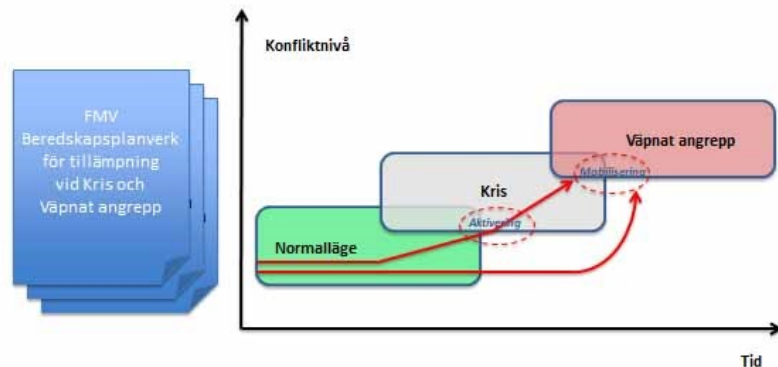 Konfliktnivå
FMV
Beredskapsplanverk
för tillämpning
vid Kris och
Väpnat angrepp
Väpnat angrepp
Mobilisering
Kris
Aktivering
Normalläge
Tid